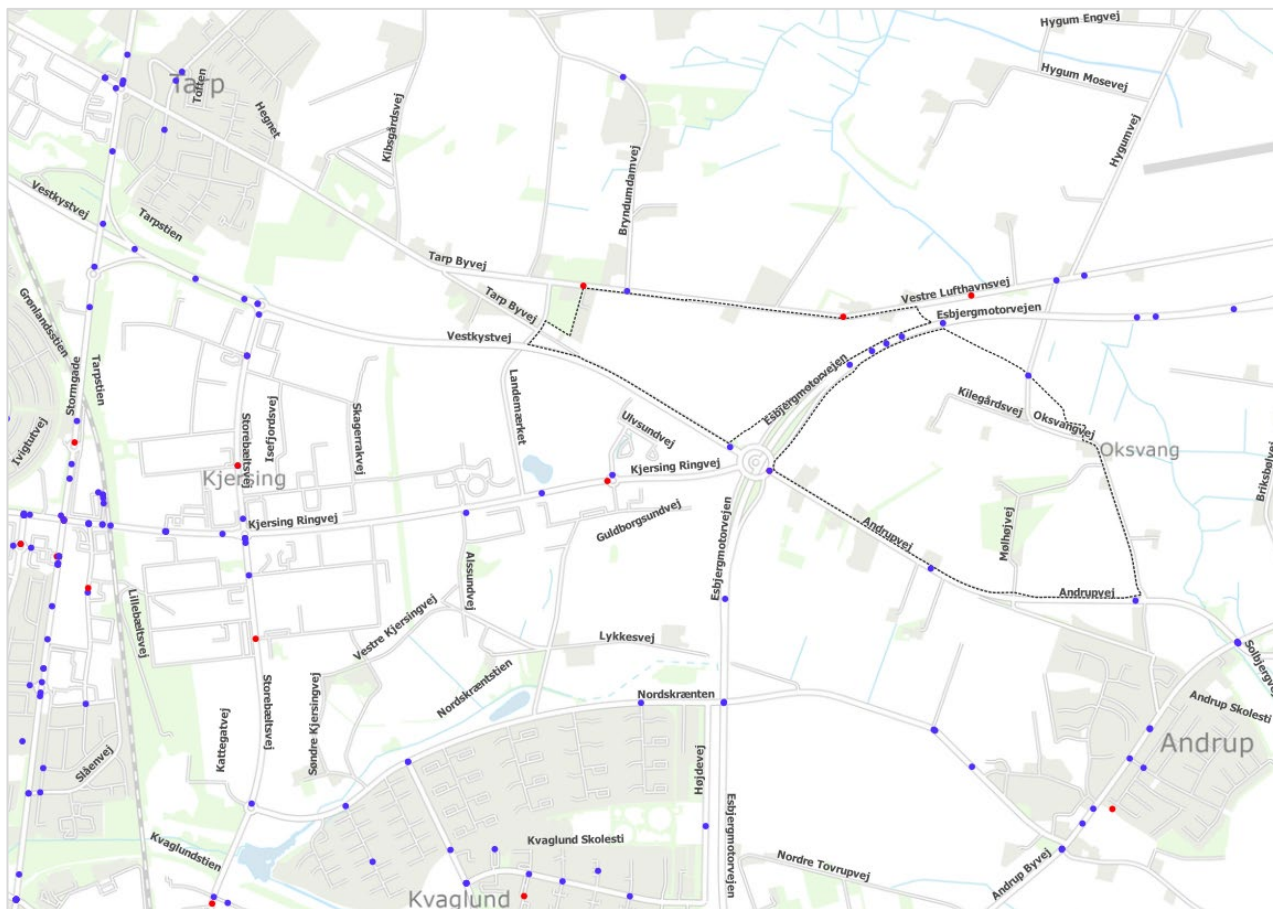 Hygum Engvej
Tarp
Toften
Hygum Mosevej
Hegnet
Kibsgårdsvej
Hygumvej
Vestkystvej
Tarpstien
Bryndumdamvej
Tarp Byvej
Grønlandsstien
Tarp Byvej
Vestre Lufthavnsvej
Esbjergmotorvejen
Vestkystvej
Stormgade
Tarpstien
Esbjergmotorvejen
Landemærket
Kilegårdsvej
Isefjordsvej
Skagerrakvej
Storebæltsvej
Ulvsundvej
Oksvangvej
Ivigtutvej
Oksvang
Kjersing
Kjersing Ringvej
Briksbølvej
Kjersing Ringvej
Guldborgsundvej
Andrupvej
Mølhøjvej
Esbjergmotorvejen
Alssundvej
Lillebæltsvej
Vestre Kjersingvej
Andrupvej
Lykkesvej
Solbjergvej
Storebæltsvej
Nordskræntstien
Nordskrænten
Andrup Skolesti
Kattegatvej
Søndre Kjersingvej
Andrup
Slåenvej
Højdevej
Esbjergmotorvejen
Kvaglund Skolesti
Kvaglundstien
Nordre Tovrupvej
Andrup Byvej
Kvaglund